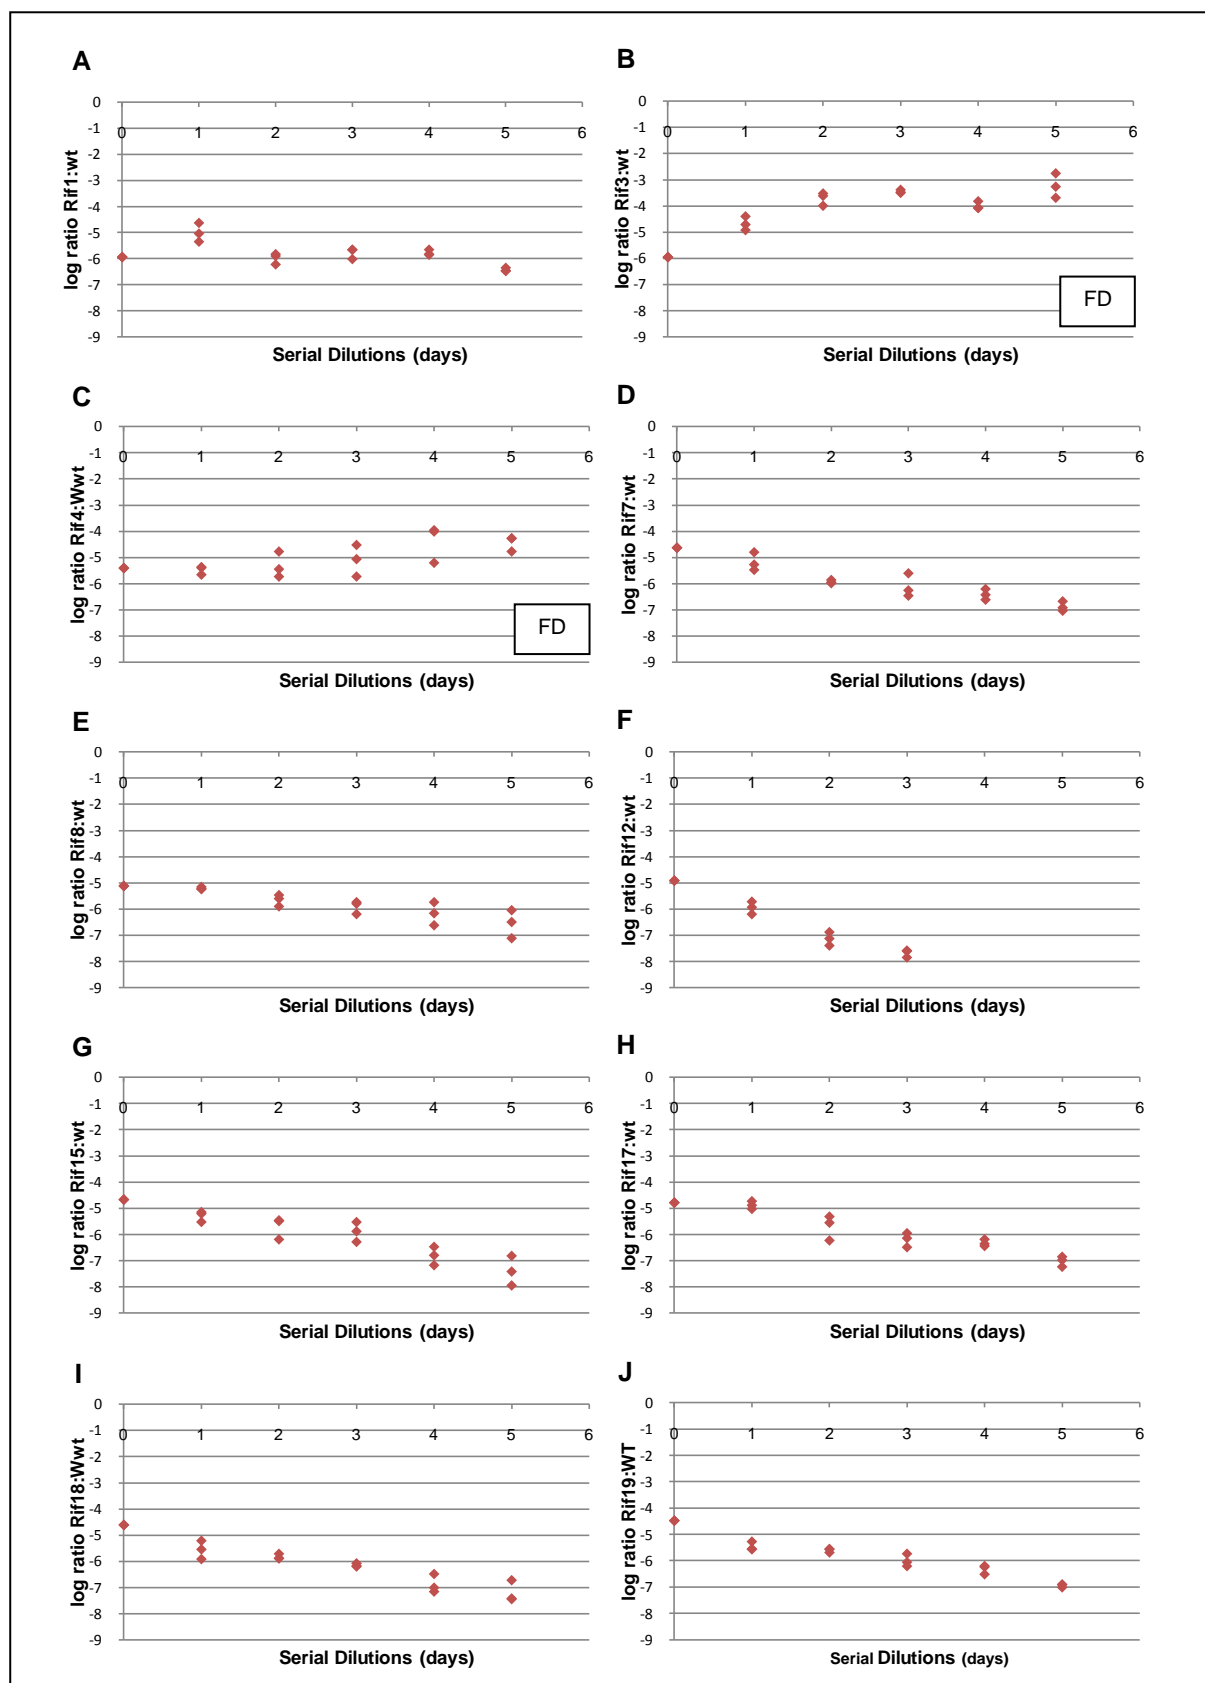 A
0
-1
-2
-3
-4
-5
-6
-7
-8
-9
0 1 2 3 4 5 6
log ratio Rif1:wt
Serial Dilutions (days)
B
0
-1
-2
-3
-4
-5
-6
-7
-8
-9
0 1 2 3 4 5 6
log ratio Rif3:wt
FD
Serial Dilutions (days)
C
0
-1
-2
-3
-4
-5
-6
-7
-8
-9
0 1 2 3 4 5 6
log ratio Rif4:Wwt
FD
Serial Dilutions (days)
D
0
-1
-2
-3
-4
-5
-6
-7
-8
-9
0 1 2 3 4 5 6
log ratio Rif7:wt
Serial Dilutions (days)
E
0
-1
-2
-3
-4
-5
-6
-7
-8
-9
0 1 2 3 4 5 6
log ratio Rif8:wt
Serial Dilutions (days)
F
0
-1
-2
-3
-4
-5
-6
-7
-8
-9
0 1 2 3 4 5 6
log ratio Rif12:wt
Serial Dilutions (days)
G
0
-1
-2
-3
-4
-5
-6
-7
-8
-9
0 1 2 3 4 5 6
log ratio Rif15:wt
Serial Dilutions (days)
H
0
-1
-2
-3
-4
-5
-6
-7
-8
-9
0 1 2 3 4 5 6
log ratio Rif17:wt
Serial Dilutions (days)
I
0
-1
-2
-3
-4
-5
-6
-7
-8
-9
0 1 2 3 4 5 6
log ratio Rif18:Wwt
Serial Dilutions (days)
J
0
-1
-2
-3
-4
-5
-6
-7
-8
-9
0 1 2 3 4 5 6
log ratio Rif19:WT
Serial Dilutions (days)